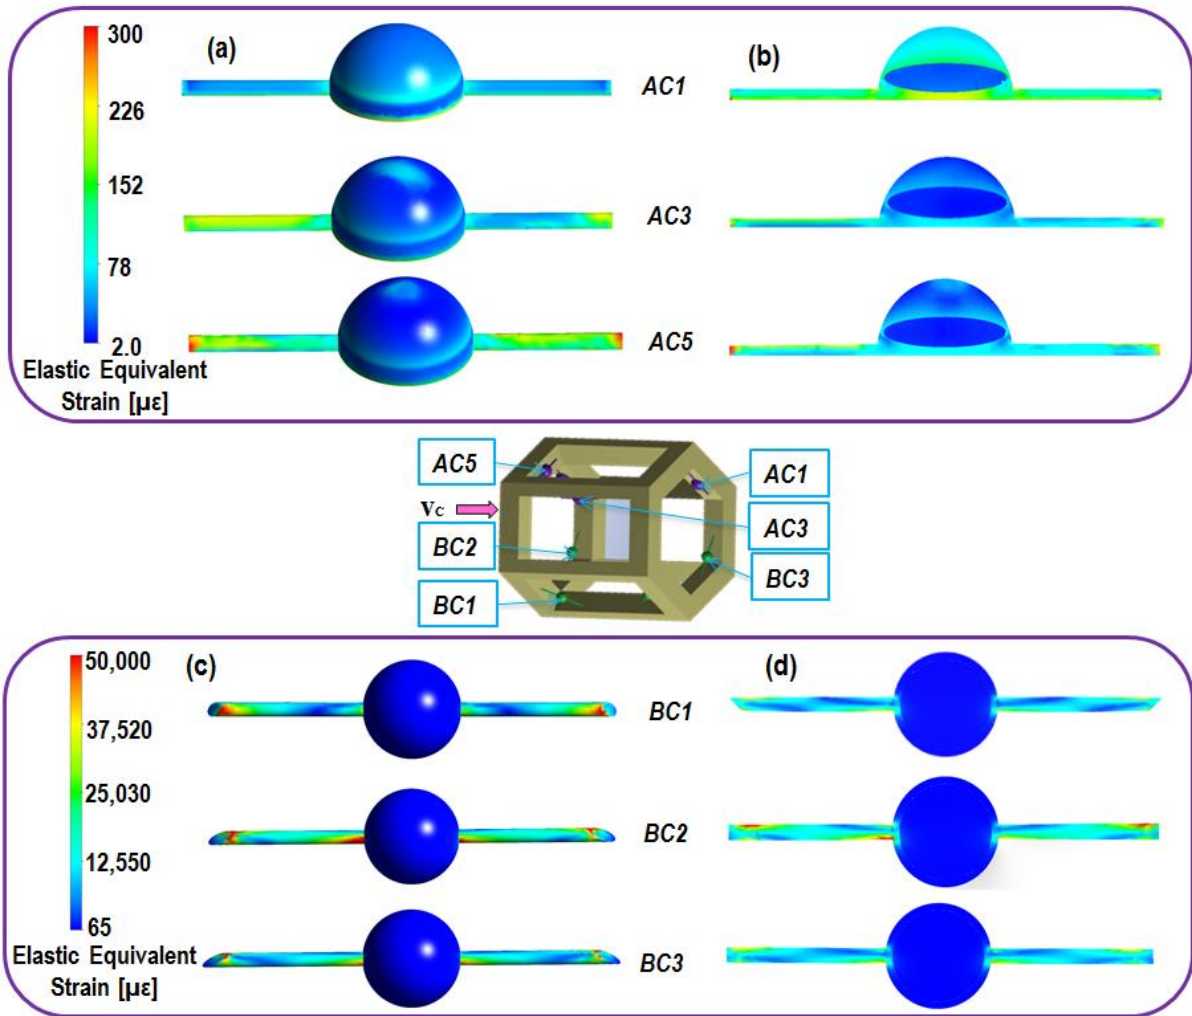 300
(a)
(b)
AC1
226
152
AC3
78
2.0
AC5
Elastic Equivalent
Strain [µε]
AC5
AC1
Vc
AC3
BC2
BC3
BC1
50,000
(c)
(d)
BC1
37,520
25,030
BC2
12,550
65
Elastic Equivalent
Strain [µε]
BC3